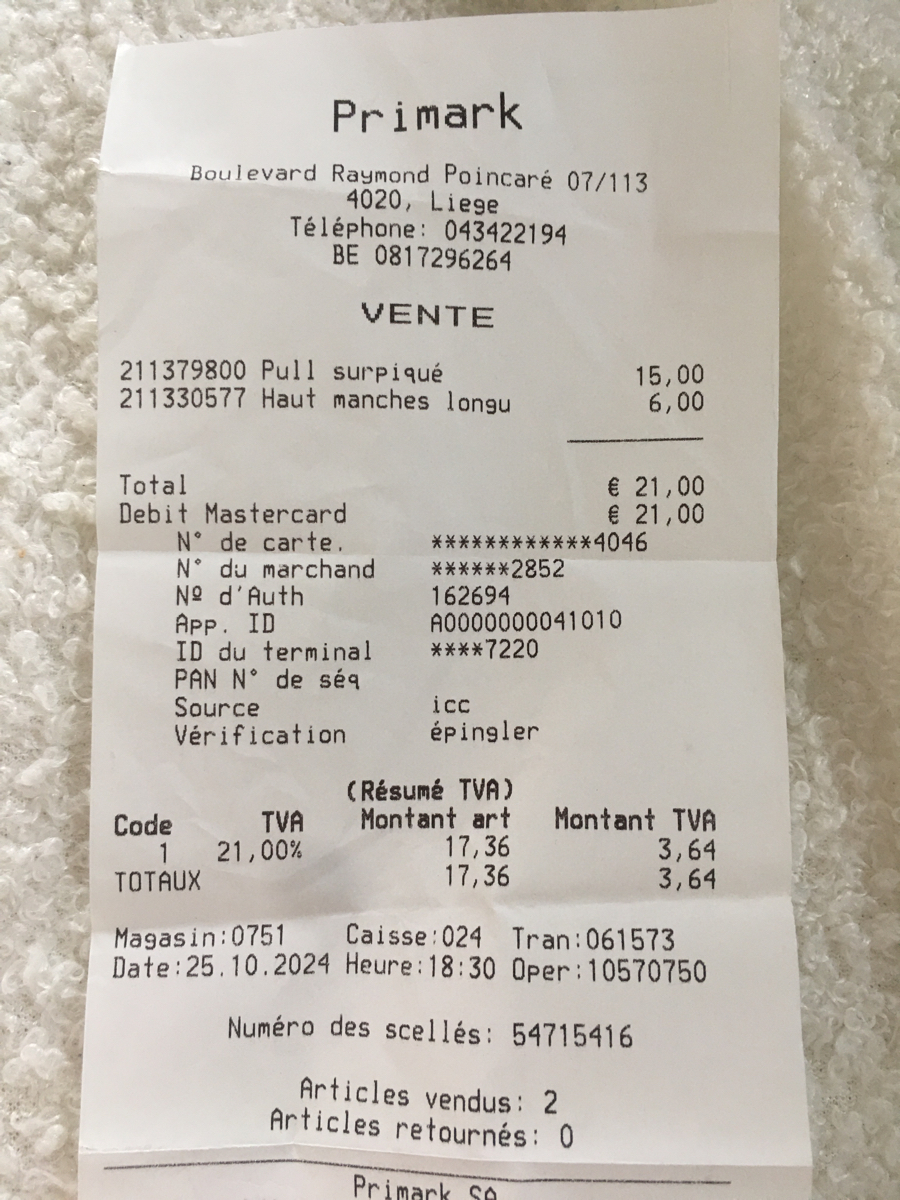 Primark
Boulevard Raymond Poincaré 07/113
4020, Liege
Téléphone: 043422194
BE 0817296264
VENTE
211379800 Pull surpiqué 15,00
211330577 Haut manches longu 6,00
Total € 21,00
Debit Mastercard € 21,00
N° de carte. ************4046
N° du marchand ******2852
Nº d'Auth 162694
App. ID A0000000041010
ID du terminal ****7220
PAN N° de séq
Source icc
Vérification épingler
(Résumé TVA)
Code TVA Montant art Montant TVA
1 21,00% 17,36 3,64
TOTAUX 17,36 3,64
Magasin:0751 Caisse:024 Tran:061573
Date:25.10.2024 Heure:18:30 Oper:10570750
Numéro des scellés: 54715416
Articles vendus: 2
Articles retournés: 0
Primark SA